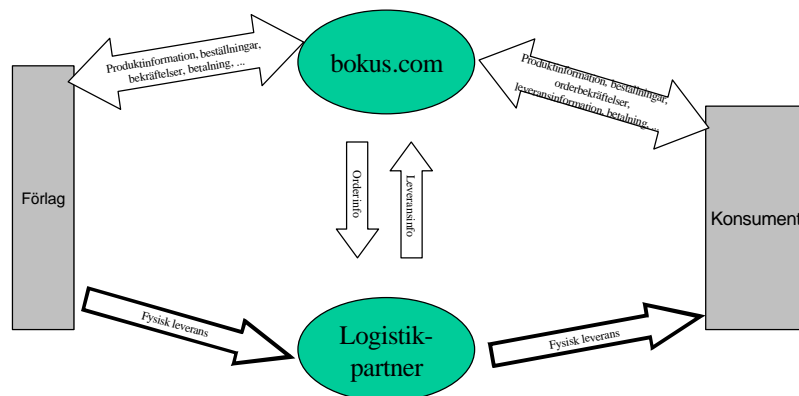 Produktinformation, beställningar,
bekräftelser, betalning, ...
bokus.com
Produktinformation, beställningar,
orderbekräftelser,
leveransinformation, betalning, ...
Förlag
Orderinfo
Leveransinfo
Konsument
Fysisk leverans
Logistik-
partner
Fysisk leverans